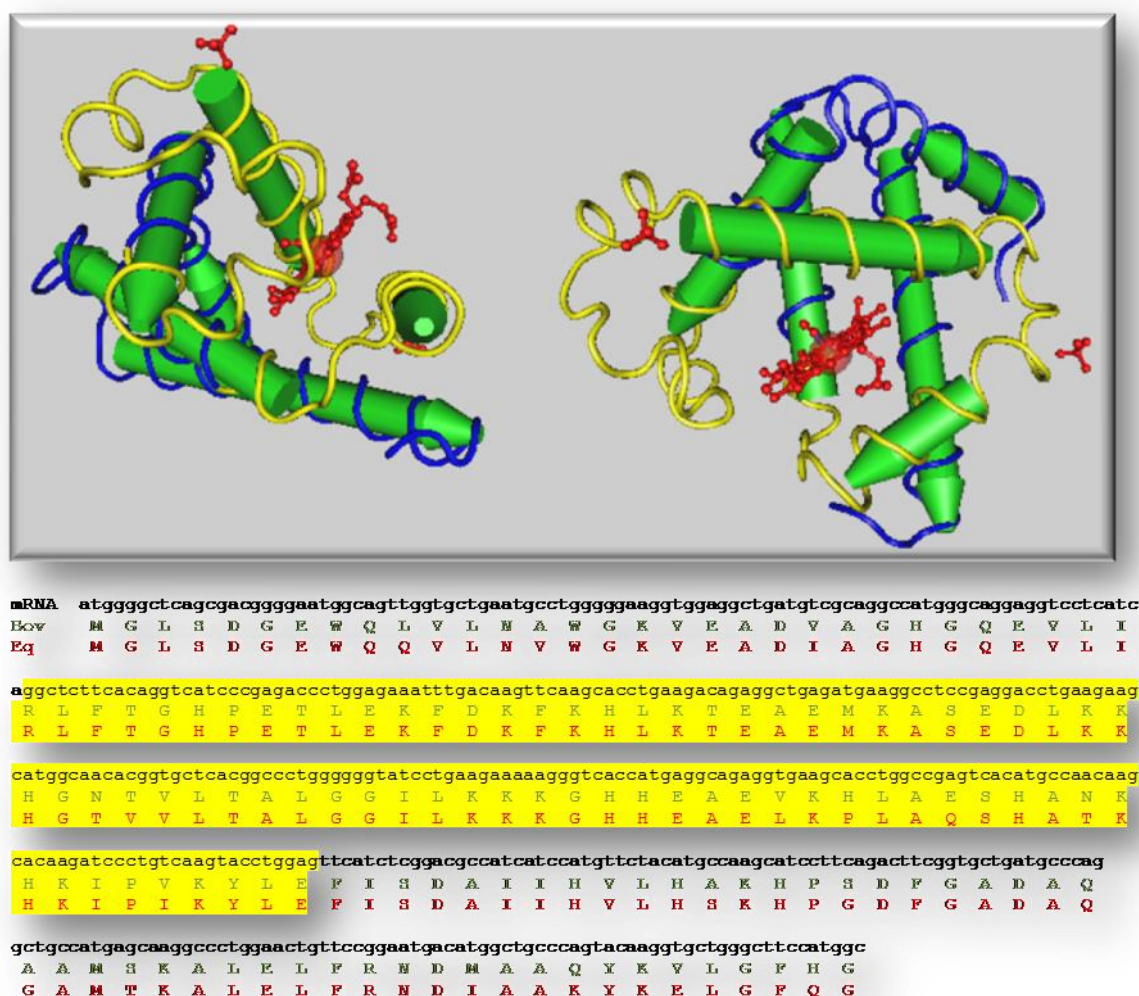 mRNA atggggctcagcgacggggaatggcagttggtgctgaatgcctgggggaaggtggaggctgatgtcgcaggccatgggcaggaggtcctcatc
Bov M G L S D G E W Q L V L N A W G K V E A D V A G H G Q E V L I
Eq M G L S D G E W Q Q V L N V W G K V E A D I A G H G Q E V L I
aggctcttcacaggtcatcccgagaccctggagaaatttgacaagttcaagcacctgaagacagaggctgagatgaaggcctccgaggacctgaagaag
R L F T G H P E T L E K F D K F K H L K T E A E M K A S E D L K K
R L F T G H P E T L E K F D K F K H L K T E A E M K A S E D L K K
catggcaacacggtgctcacggccctggggggtatcctgaagaaaaagggtcaccatgaggcagaggtgaagcacctggccgagtcacatgccaacaag
H G N T V L T A L G G I L K K K G H H E A E V K H L A E S H A N K
H G T V V L T A L G G I L K K K G H H E A E L K P L A Q S H A T K
cacaagatccctgtcaagtacctggagttcatctcggacgccatcatccatgttctacatgccaagcatccttcagacttcggtgctgatgcccag
H K I P V K Y L E F I S D A I I H V L H A K H P S D F G A D A Q
H K I P I K Y L E F I S D A I I H V L H S K H P G D F G A D A Q
gctgccatgagcaaggccctggaactgttccggaatgacatggctgcccagtacaaggtgctgggcttccatggc
A A M S K A L E L F R N D M A A Q Y K V L G F H G
G A M T K A L E L F R N D I A A K Y K E L G F Q G